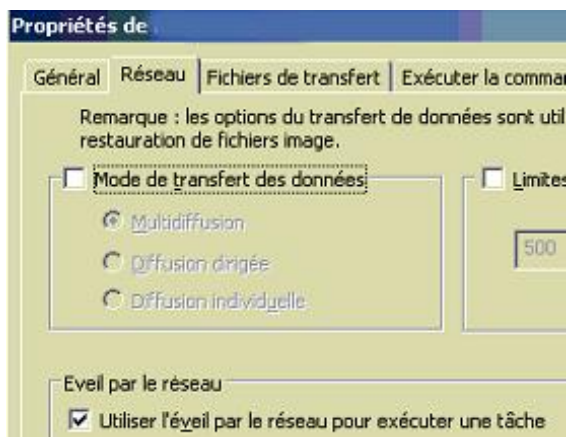 Propriétés de
Général Réseau Fichiers de transfert Exécuter la
Remarque : les options du transfert de données sont
restauration de fichiers image.
Mode de transfert des données
Limites
Multidiffusion
500
Diffusion dirigée
Diffusion individuelle
Eveil par le réseau
Utiliser l'éveil par le réseau pour exécuter une tâche